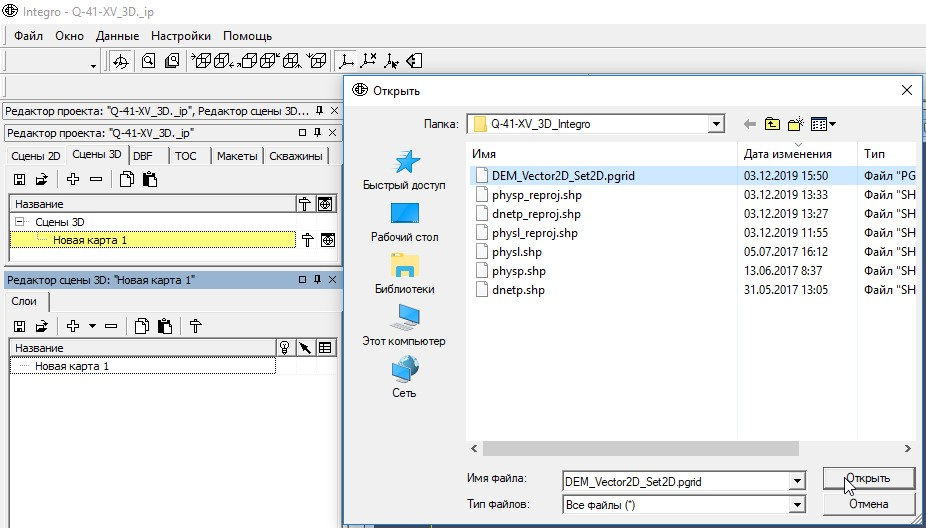 Integro - Q-41-XV_3D._ip
Файл Окно Данные Настройки Помощь
Редактор проекта: "Q-41-XV_3D._ip", Редактор сцены 3D...
Редактор проекта: "Q-41-XV_3D._ip"
Сцены 2D Сцены 3D DBF ТОС Макеты Скважины
Название
Сцены 3D
Новая карта 1
Редактор сцены 3D: "Новая карта 1"
Слои
Название
Новая карта 1
Открыть
Папка: Q-41-XV_3D_Integro
Быстрый доступ
Рабочий стол
Библиотеки
Этот компьютер
Сеть
Имя Дата изменения Тип
DEM_Vector2D_Set2D.pgrid 03.12.2019 15:50 Файл "PG
physp_reproj.shp 03.12.2019 13:33 Файл "SH
dnetp_reproj.shp 03.12.2019 13:27 Файл "SH
physl_reproj.shp 03.12.2019 11:55 Файл "SH
physl.shp 05.07.2017 16:12 Файл "SH
physp.shp 13.06.2017 8:37 Файл "SH
dnetp.shp 31.05.2017 13:05 Файл "SH
Имя файла: DEM_Vector2D_Set2D.pgrid Открыть
Тип файлов: Все файлы (*) Отмена